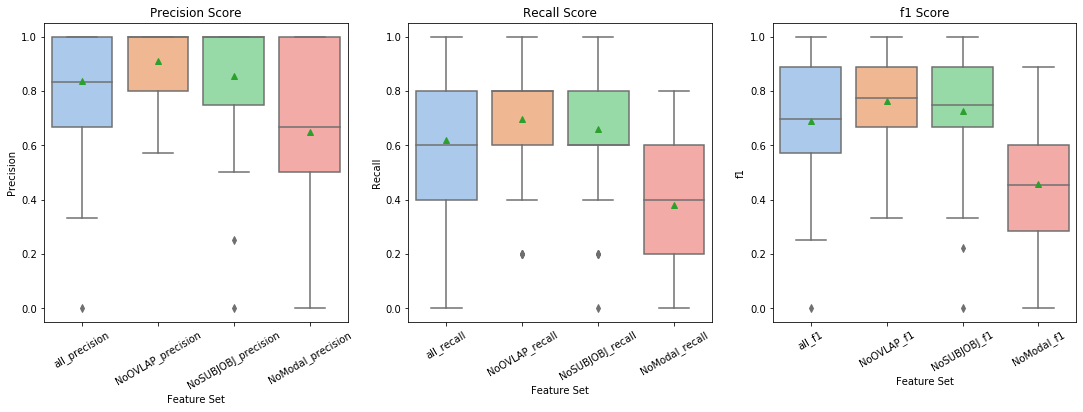 Precision Score
Precision
1.0
0.8
0.6
0.4
0.2
0.0
all_precision
NoOVLAP_precision
NoSUBJOBJ_precision
NoModal_precision
Feature Set
Recall Score
Recall
1.0
0.8
0.6
0.4
0.2
0.0
all_recall
NoOVLAP_recall
NoSUBJOBJ_recall
NoModal_recall
Feature Set
f1 Score
f1
1.0
0.8
0.6
0.4
0.2
0.0
all_f1
NoOVLAP_f1
NoSUBJOBJ_f1
NoModal_f1
Feature Set